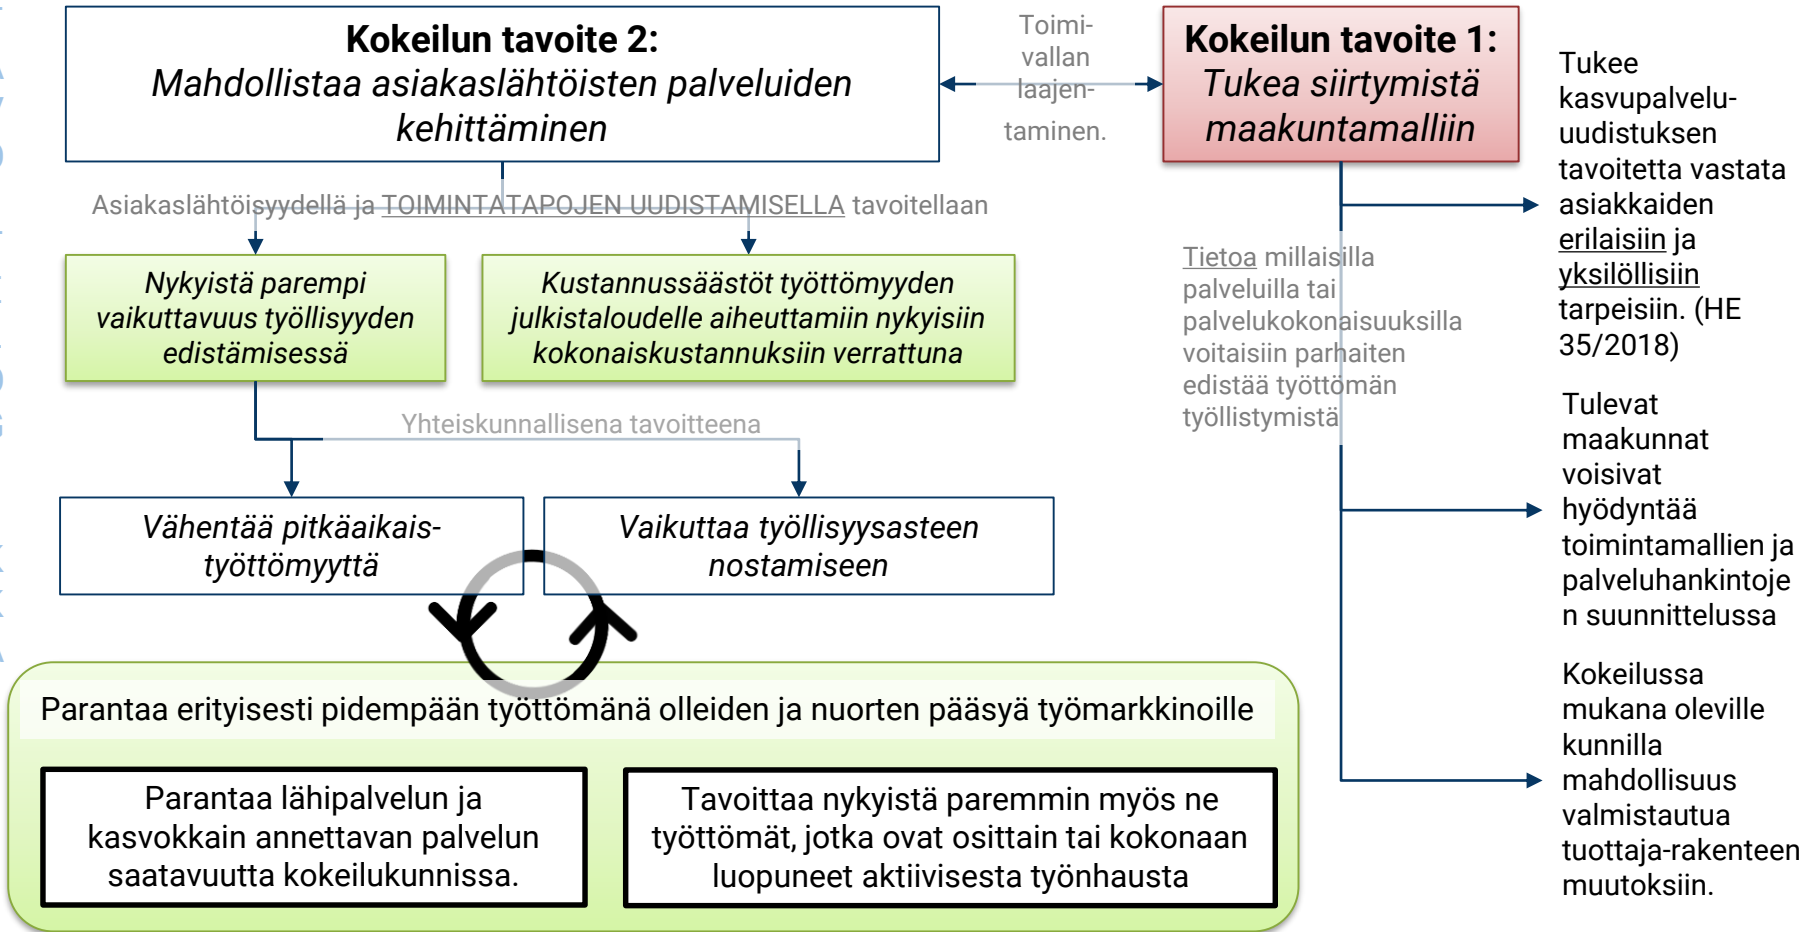 Kokeilun tavoite 2:
Mahdollistaa asiakaslähtöisten palveluiden
kehittäminen
Toimi-
vallan
laajen-
taminen.
Kokeilun tavoite 1:
Tukea siirtymistä
maakuntamalliin
Tukee
kasvupalvelu-
uudistuksen
tavoitetta vastata
asiakkaiden
erilaisiin ja
yksilöllisiin
tarpeisiin. (HE
35/2018)
Asiakaslähtöisyydellä ja TOIMINTATAPOJEN UUDISTAMISELLA tavoitellaan
Nykyistä parempi
vaikuttavuus työllisyyden
edistämisessä
Kustannussäästöt työttömyyden
julkistaloudelle aiheuttamiin nykyisiin
kokonaiskustannuksiin verrattuna
Tietoa millaisilla
palveluilla tai
palvelukokonaisuuksilla
voitaisiin parhaiten
edistää työttömän
työllistymistä
Yhteiskunnallisena tavoitteena
Vähentää pitkäaikais-
työttömyyttä
Vaikuttaa työllisyysasteen
nostamiseen
Tulevat
maakunnat
voisivat
hyödyntää
toimintamallien ja
palveluhankintoje
n suunnittelussa
Parantaa erityisesti pidempään työttömänä olleiden ja nuorten pääsyä työmarkkinoille
Parantaa lähipalvelun ja
kasvokkain annettavan palvelun
saatavuutta kokeilukunnissa.
Tavoittaa nykyistä paremmin myös ne
työttömät, jotka ovat osittain tai kokonaan
luopuneet aktiivisesta työnhausta
Kokeilussa
mukana oleville
kunnilla
mahdollisuus
valmistautua
tuottaja-rakenteen
muutoksiin.